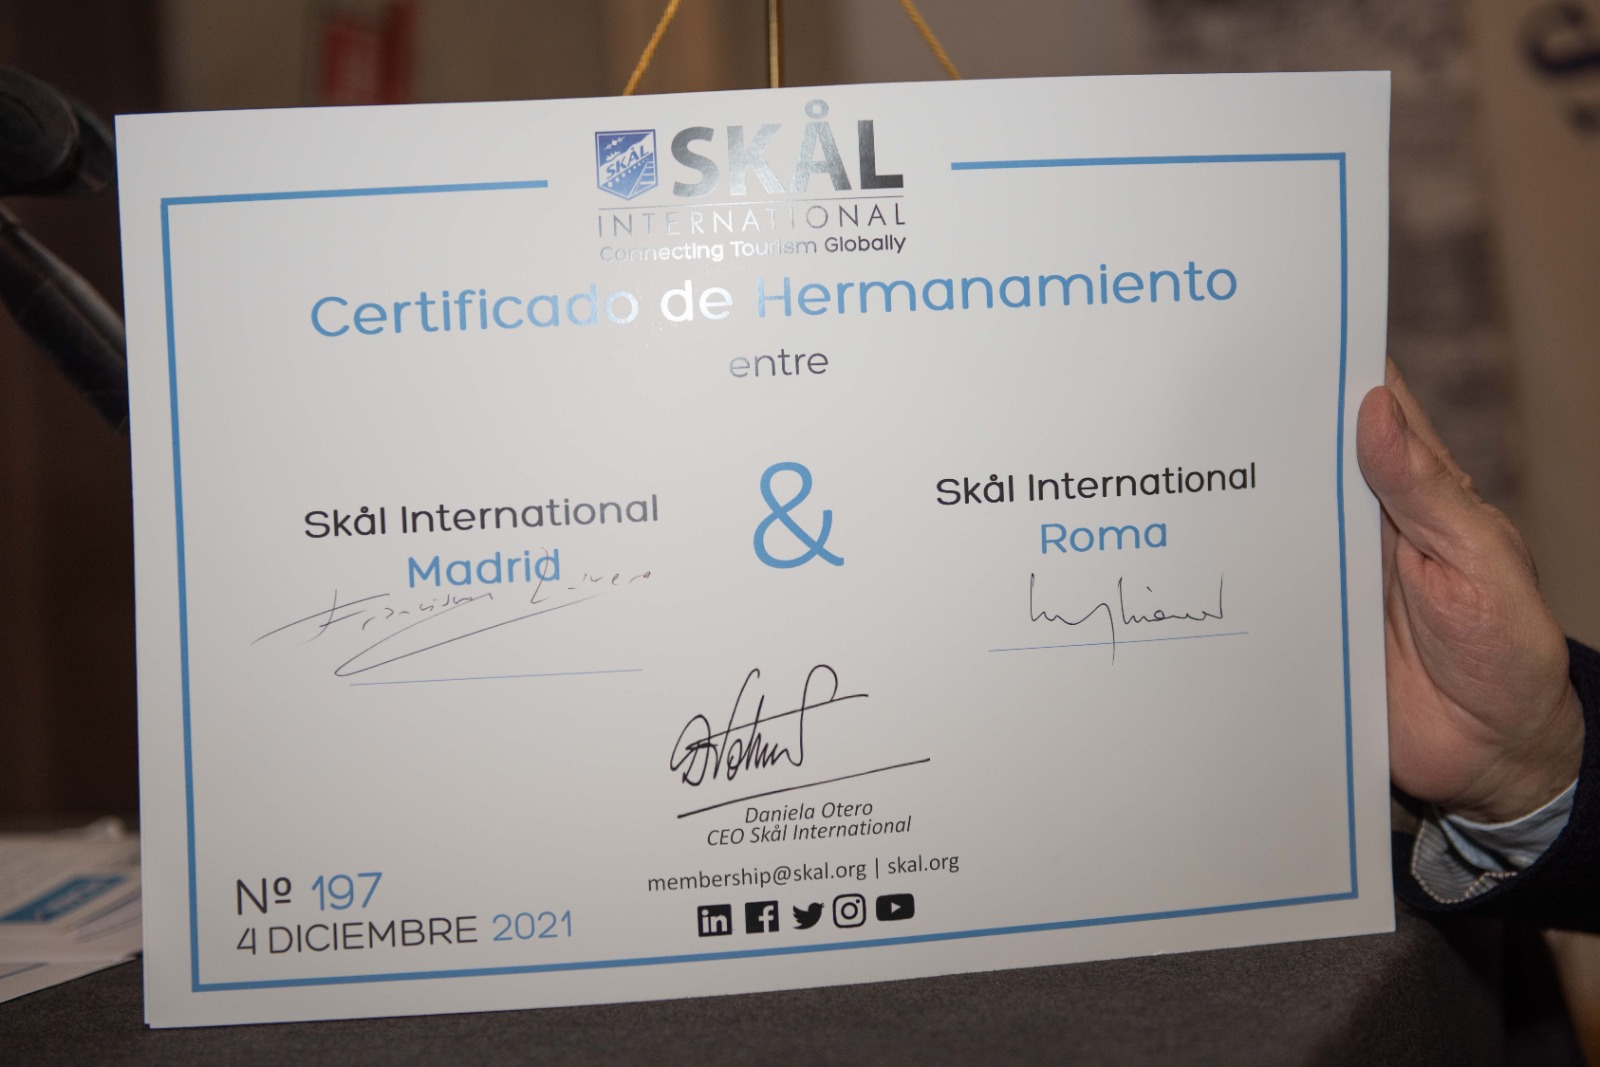 SKÅL
SKÅL
INTERNATIONAL
Connecting Tourism Globally
Certificado de Hermanamiento
entre
Skål International
Madrid
&
Skål International
Roma
Daniela Otero
CEO Skål International
membership@skal.org | skal.org
Nº 197
4 DICIEMBRE 2021